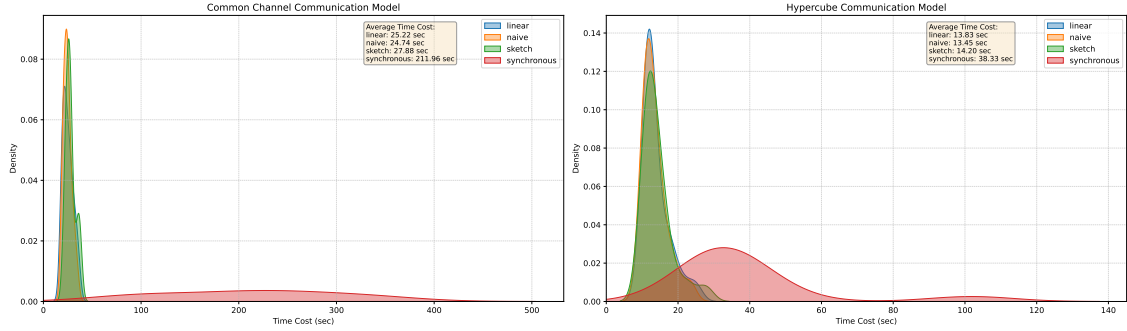 Common Channel Communication Model
Average Time Cost:
linear: 25.22 sec
naive: 24.74 sec
sketch: 27.88 sec
synchronous: 211.96 sec
linear
naive
sketch
synchronous
Density
0.08
0.06
0.04
0.02
0.00
0
100
200
300
400
500
Time Cost (sec)
Hypercube Communication Model
Average Time Cost:
linear: 13.83 sec
naive: 13.45 sec
sketch: 14.20 sec
synchronous: 38.33 sec
linear
naive
sketch
synchronous
Density
0.14
0.12
0.10
0.08
0.06
0.04
0.02
0.00
0
20
40
60
80
100
120
140
Time Cost (sec)